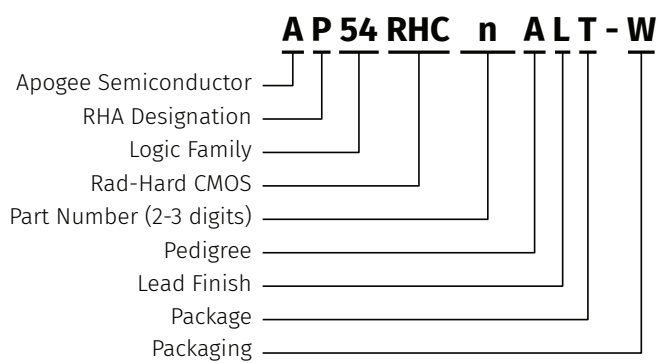 A P 54 RHC n A L T - W
Apogee Semiconductor
RHA Designation
Logic Family
Rad-Hard CMOS
Part Number (2-3 digits)
Pedigree
Lead Finish
Package
Packaging